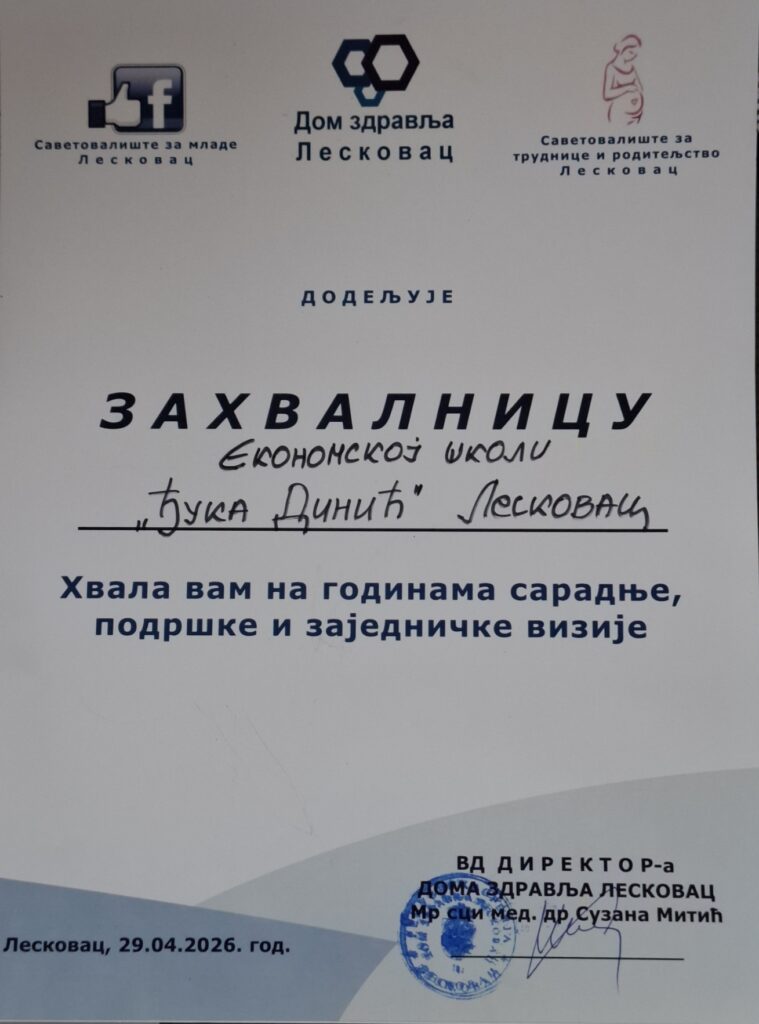 Саветовалиште за младе
Лесковац
Дом здравља
Лесковац
Саветовалиште за
труднице и родитељство
Лесковац
ДОДЕЉУЈЕ
ЗАХВАЛНИЦУ
Економској школи
„Ђука Динић" Лесковац
Хвала вам на годинама сарадње,
подршке и заједничке визије
ВД ДИРЕКТОР-а
ДОМА ЗДРАВЉА ЛЕСКОВАЦ
Мр сци мед. др Сузана Митић
Лесковац, 29.04.2026. год.